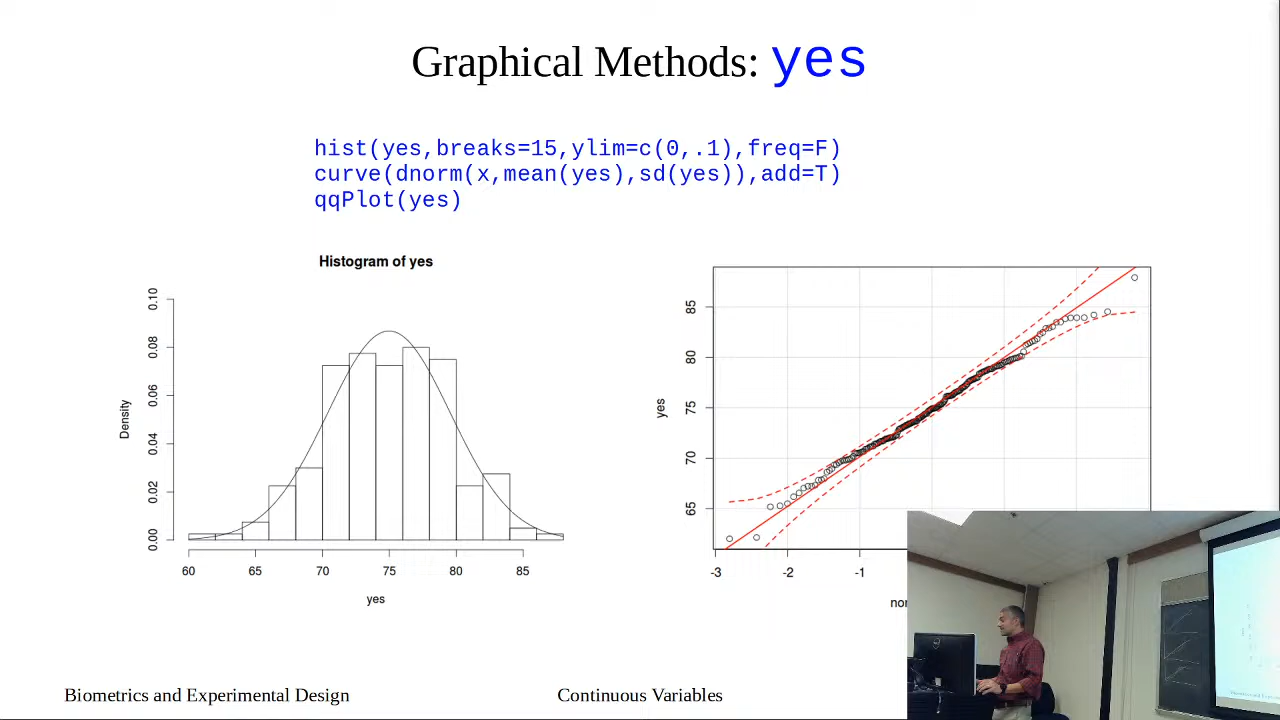 Graphical Methods: yes
hist(yes,breaks=15,ylim=c(0,.1),freq=F)
curve(dnorm(x,mean(yes),sd(yes)),add=T)
qqPlot(yes)
Histogram of yes
Density
0.00 0.02 0.04 0.06 0.08 0.10
60 65 70 75 80 85
yes
yes
65 70 75 80 85
-3 -2 -1
nor
Biometrics and Experimental Design
Continuous Variables